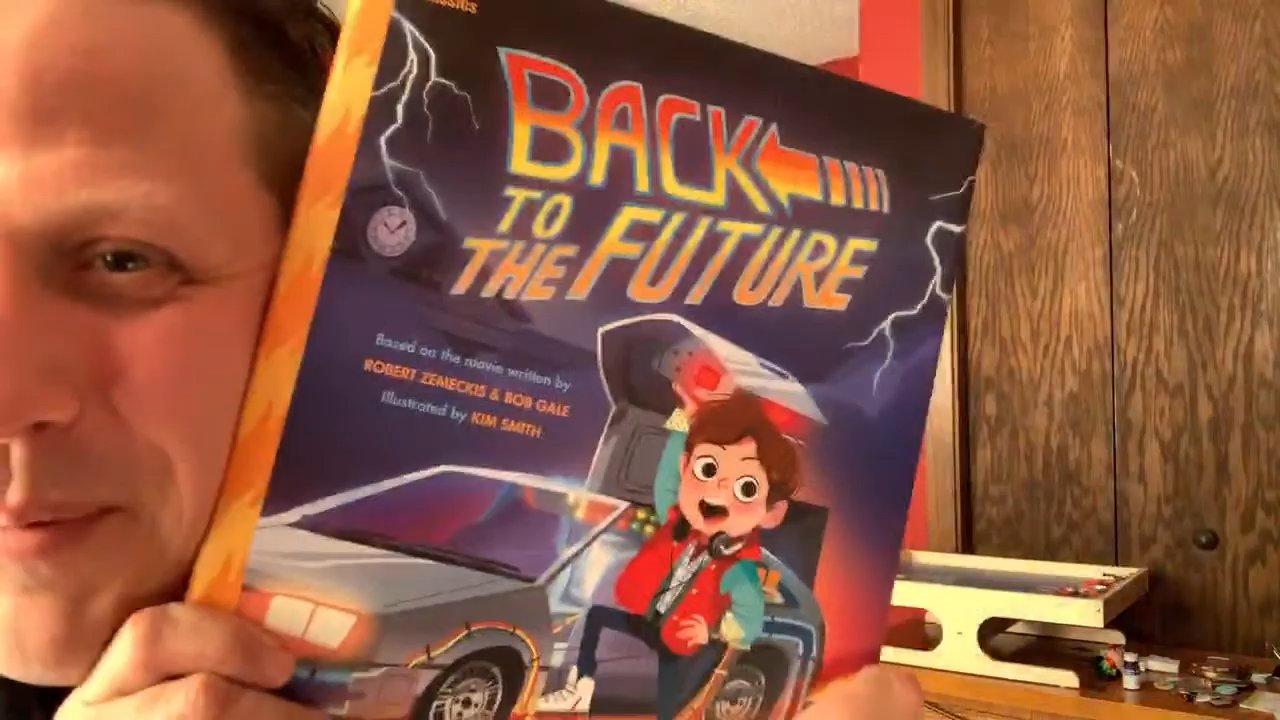 BACK
TO
THE FUTURE
Based on the movie written by
ROBERT ZEMECKIS & BOB GALE
Illustrated by KIM SMITH